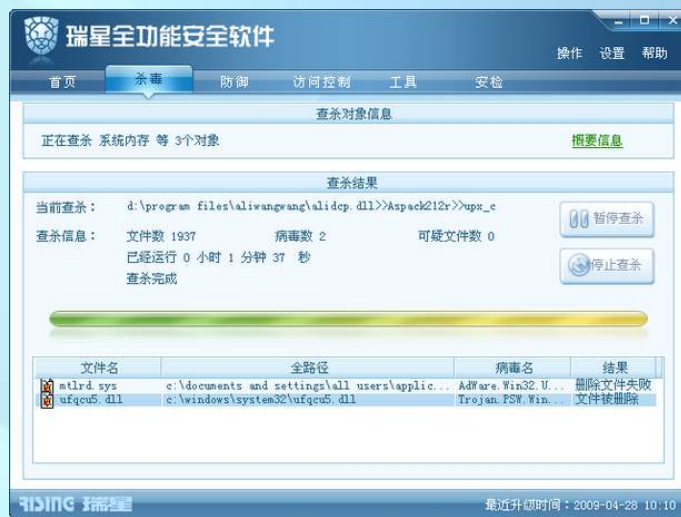 瑞星全功能安全软件
操作 设置 帮助
首页 杀毒 防御 访问控制 工具 安检
查杀对象信息
正在查杀 系统内存 等 3个对象 概要信息
查杀结果
当前查杀: d:\program files\aliwangwang\alidcp.dll>>Aspack212r>>upx_c
暂停查杀
查杀信息: 文件数 1937 病毒数 2 可疑文件数 0
已经运行 0 小时 1 分钟 37 秒
停止查杀
查杀完成
文件名 全路径 病毒名 结果
mtlrd.sys c:\documents and settings\all users\applic... AdWare.Win32.U... 删除文件失败
ufqcu5.dll c:\windows\system32\ufqcu5.dll Trojan.PSW.Win... 文件被删除
RISING 瑞星 最近升级时间:2009-04-28 10:10